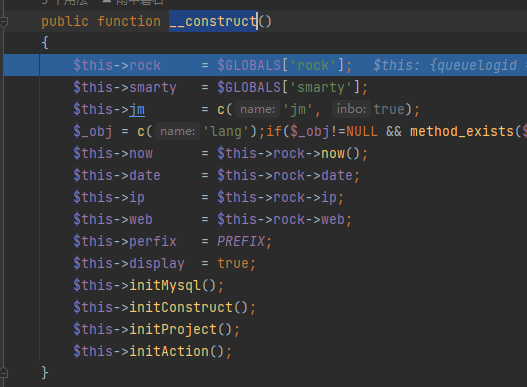 public function __construct()
{
$this->rock = $GLOBALS['rock']; $this: {queuelogid
$this->smarty = $GLOBALS['smarty'];
$this->jm = c( name: 'jm', inbo: true);
$_obj = c( name: 'lang');if($_obj!=NULL && method_exists($
$this->now = $this->rock->now();
$this->date = $this->rock->date;
$this->ip = $this->rock->ip;
$this->web = $this->rock->web;
$this->perfix = PREFIX;
$this->display = true;
$this->initMysql();
$this->initConstruct();
$this->initProject();
$this->initAction();
}